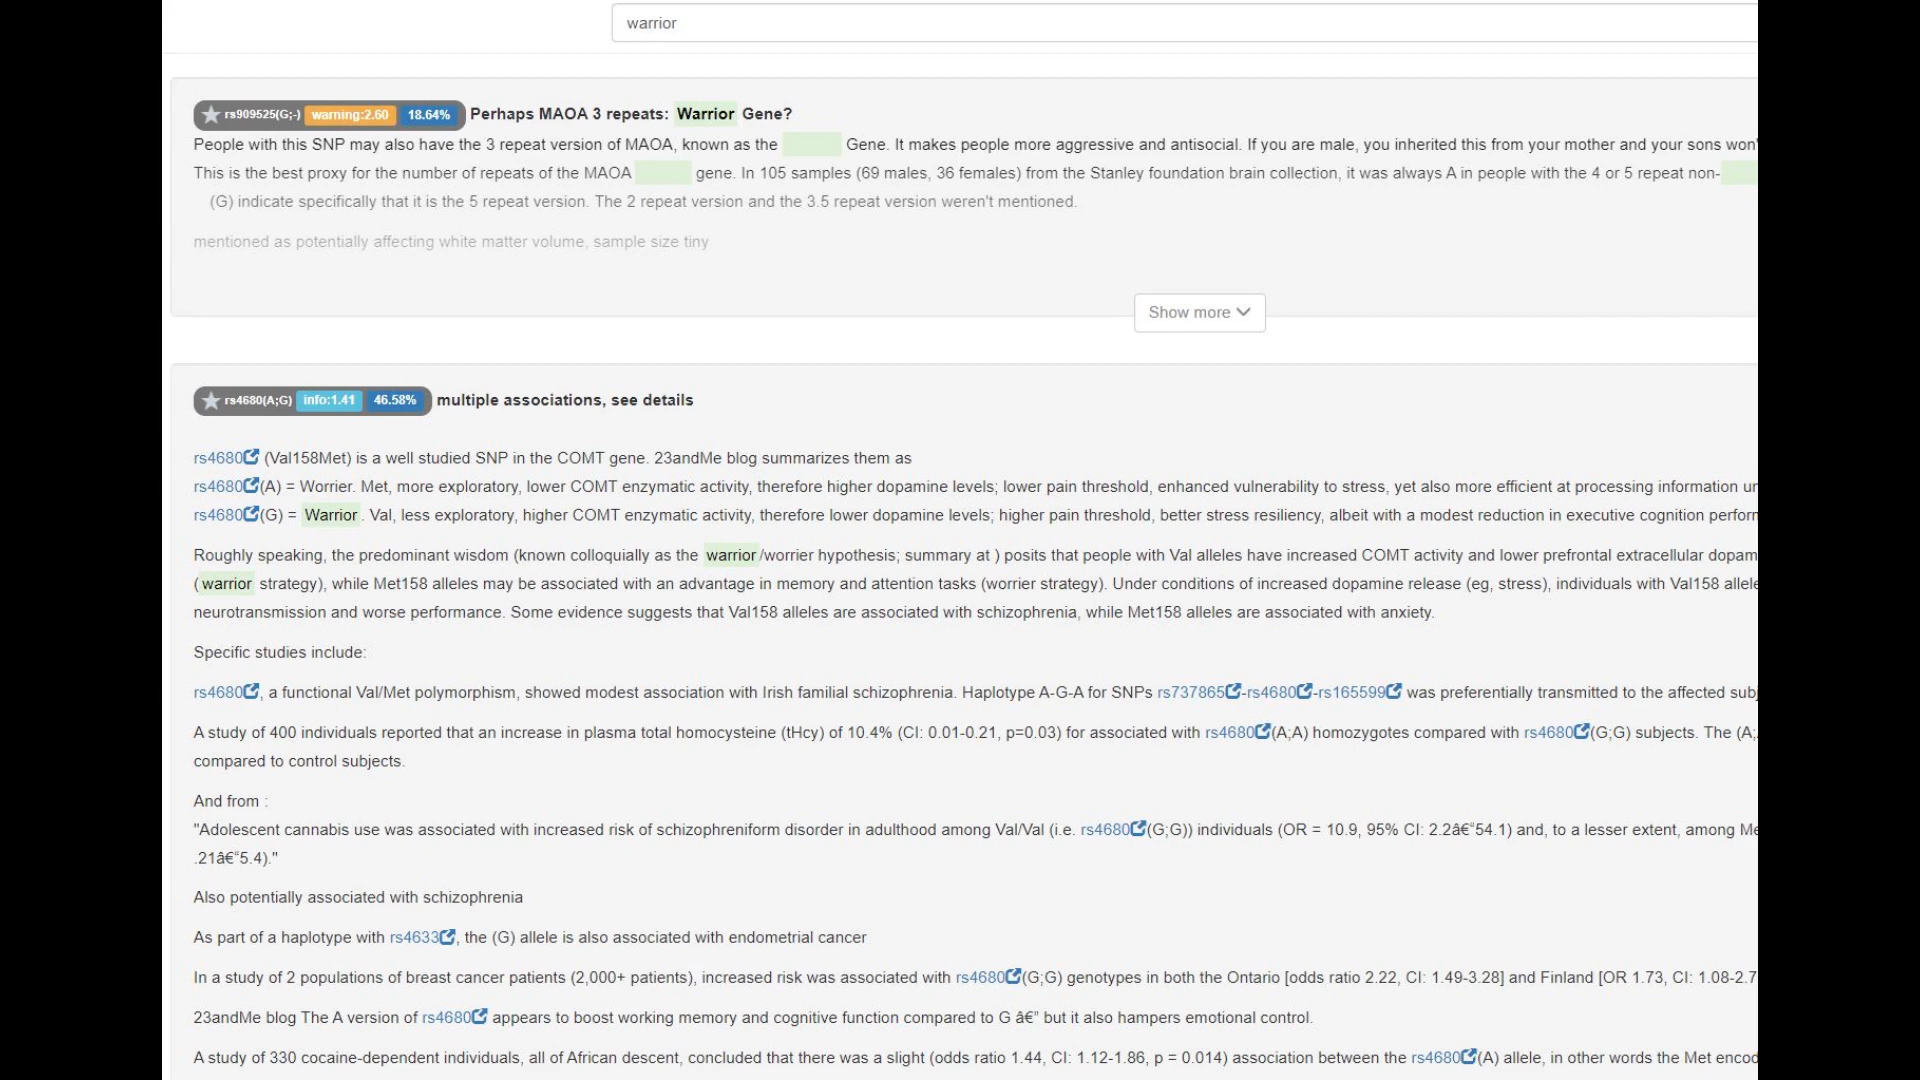 warrior
rs909525(G;-) warning:2.60 18.64% Perhaps MAOA 3 repeats: Warrior Gene?
People with this SNP may also have the 3 repeat version of MAOA, known as the Gene. It makes people more aggressive and antisocial. If you are male, you inherited this from your mother and your sons won'
This is the best proxy for the number of repeats of the MAOA gene. In 105 samples (69 males, 36 females) from the Stanley foundation brain collection, it was always A in people with the 4 or 5 repeat non-
(G) indicate specifically that it is the 5 repeat version. The 2 repeat version and the 3.5 repeat version weren't mentioned.
mentioned as potentially affecting white matter volume, sample size tiny
Show more
rs4680(A;G) info:1.41 46.58% multiple associations, see details
rs4680 (Val158Met) is a well studied SNP in the COMT gene. 23andMe blog summarizes them as
rs4680(A) = Worrier. Met, more exploratory, lower COMT enzymatic activity, therefore higher dopamine levels; lower pain threshold, enhanced vulnerability to stress, yet also more efficient at processing information ur
rs4680(G) = Warrior. Val, less exploratory, higher COMT enzymatic activity, therefore lower dopamine levels; higher pain threshold, better stress resiliency, albeit with a modest reduction in executive cognition perforn
Roughly speaking, the predominant wisdom (known colloquially as the warrior/worrier hypothesis; summary at ) posits that people with Val alleles have increased COMT activity and lower prefrontal extracellular dopam
(warrior strategy), while Met158 alleles may be associated with an advantage in memory and attention tasks (worrier strategy). Under conditions of increased dopamine release (eg, stress), individuals with Val158 allele
neurotransmission and worse performance. Some evidence suggests that Val158 alleles are associated with schizophrenia, while Met158 alleles are associated with anxiety.
Specific studies include:
rs4680, a functional Val/Met polymorphism, showed modest association with Irish familial schizophrenia. Haplotype A-G-A for SNPs rs737865-rs4680-rs165599 was preferentially transmitted to the affected subj
A study of 400 individuals reported that an increase in plasma total homocysteine (tHcy) of 10.4% (CI: 0.01-0.21, p=0.03) for associated with rs4680(A;A) homozygotes compared with rs4680(G;G) subjects. The (A;
compared to control subjects.
And from :
"Adolescent cannabis use was associated with increased risk of schizophreniform disorder in adulthood among Val/Val (i.e. rs4680(G;G)) individuals (OR = 10.9, 95% CI: 2.2â€“54.1) and, to a lesser extent, among Me
.21â€“5.4)."
Also potentially associated with schizophrenia
As part of a haplotype with rs4633, the (G) allele is also associated with endometrial cancer
In a study of 2 populations of breast cancer patients (2,000+ patients), increased risk was associated with rs4680(G;G) genotypes in both the Ontario [odds ratio 2.22, CI: 1.49-3.28] and Finland [OR 1.73, CI: 1.08-2.7
23andMe blog The A version of rs4680 appears to boost working memory and cognitive function compared to G â€” but it also hampers emotional control.
A study of 330 cocaine-dependent individuals, all of African descent, concluded that there was a slight (odds ratio 1.44, CI: 1.12-1.86, p = 0.014) association between the rs4680(A) allele, in other words the Met encod